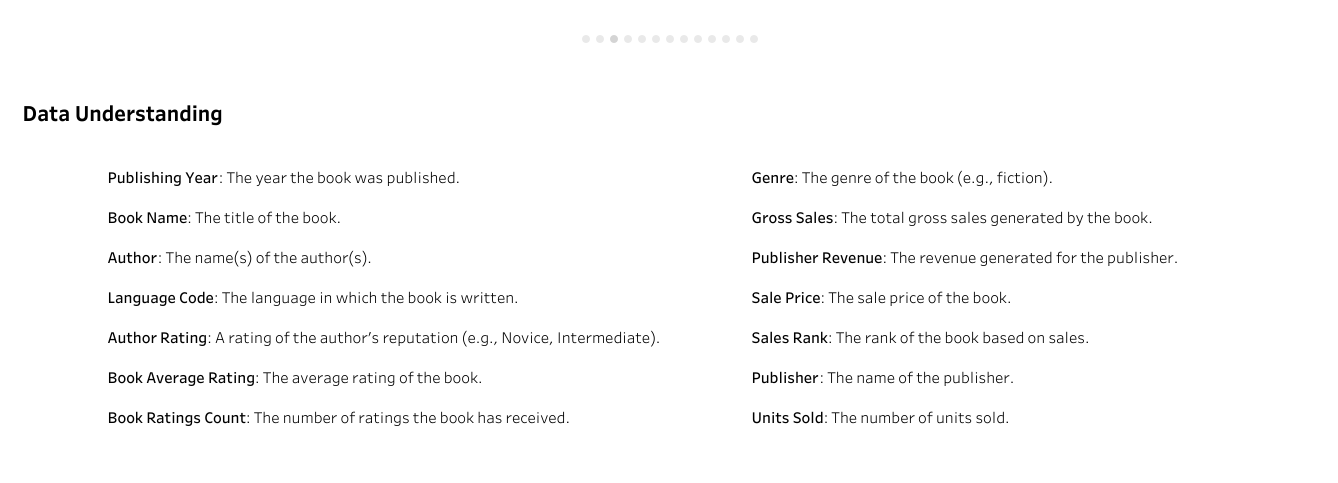 Data Understanding
Publishing Year: The year the book was published.
Book Name: The title of the book.
Author: The name(s) of the author(s).
Language Code: The language in which the book is written.
Author Rating: A rating of the author’s reputation (e.g., Novice, Intermediate).
Book Average Rating: The average rating of the book.
Book Ratings Count: The number of ratings the book has received.
Genre: The genre of the book (e.g., fiction).
Gross Sales: The total gross sales generated by the book.
Publisher Revenue: The revenue generated for the publisher.
Sale Price: The sale price of the book.
Sales Rank: The rank of the book based on sales.
Publisher: The name of the publisher.
Units Sold: The number of units sold.